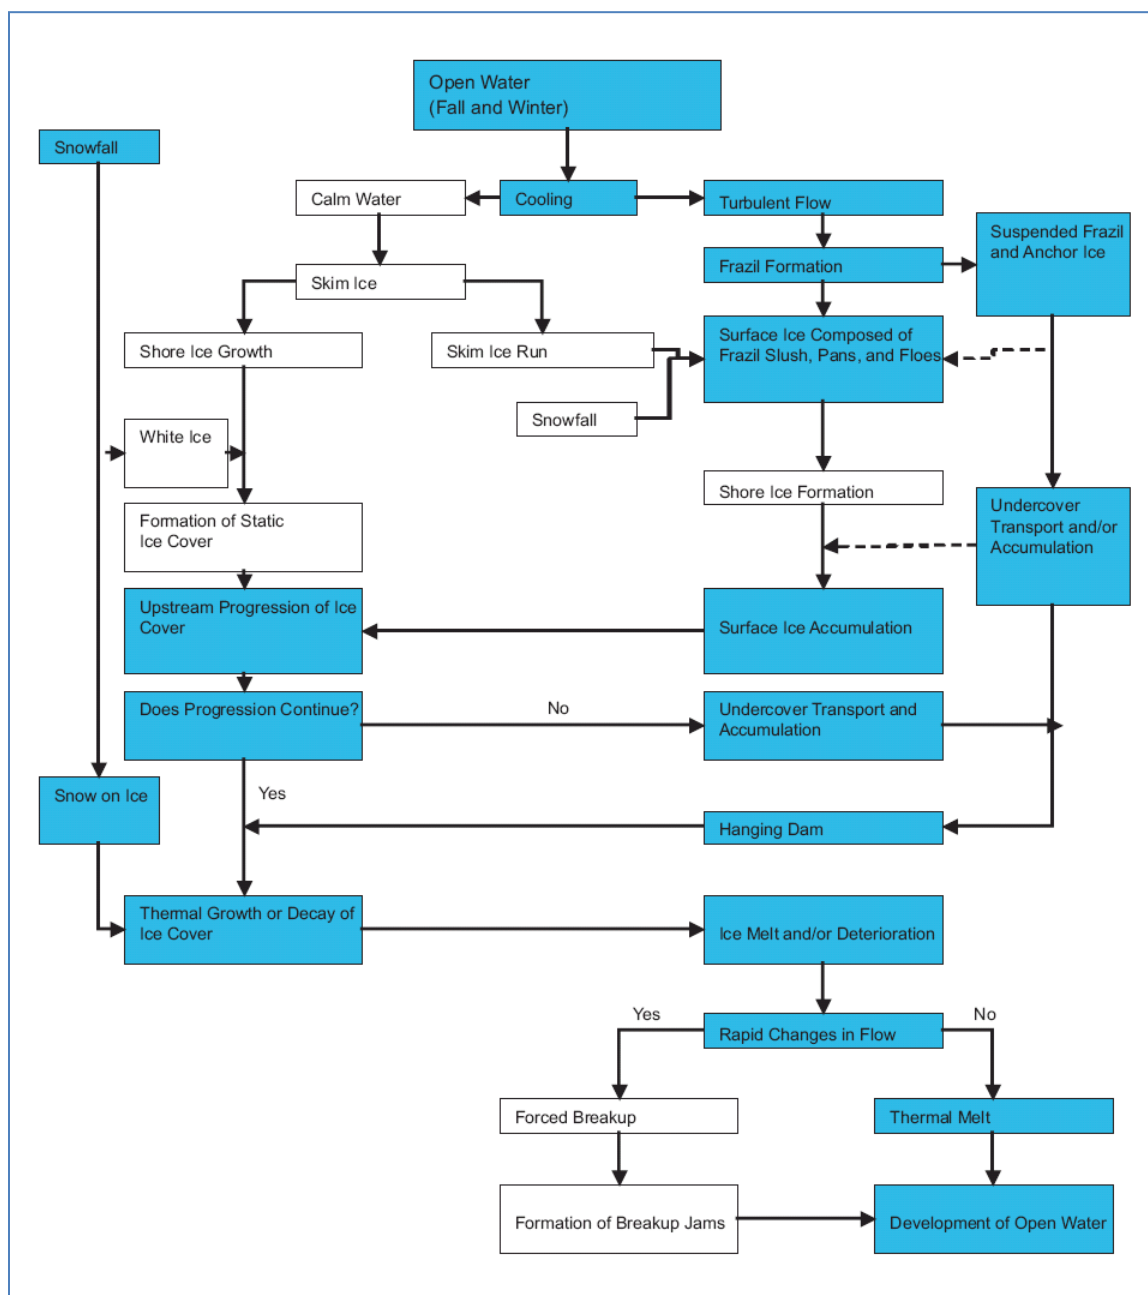 Open Water
(Fall and Winter)
Snowfall
Calm Water
Cooling
Turbulent Flow
Suspended Frazil
and Anchor Ice
Frazil Formation
Skim Ice
Shore Ice Growth
Skim Ice Run
Surface Ice Composed of
Frazil Slush, Pans, and Floes
Snowfall
White Ice
Shore Ice Formation
Formation of Static
Ice Cover
Undercover
Transport and/or
Accumulation
Upstream Progression of Ice
Cover
Surface Ice Accumulation
Does Progression Continue?
No
Undercover Transport and
Accumulation
Snow on Ice
Yes
Hanging Dam
Thermal Growth or Decay of
Ice Cover
Ice Melt and/or Deterioration
Yes
Rapid Changes in Flow
No
Forced Breakup
Thermal Melt
Formation of Breakup Jams
Development of Open Water